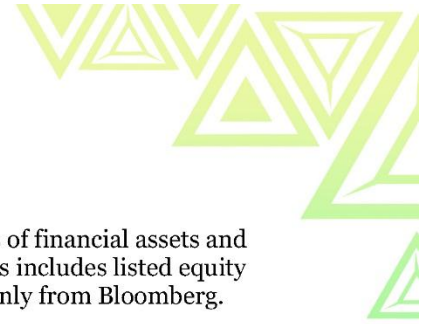 of financial assets and
s includes listed equity
nly from Bloomberg.